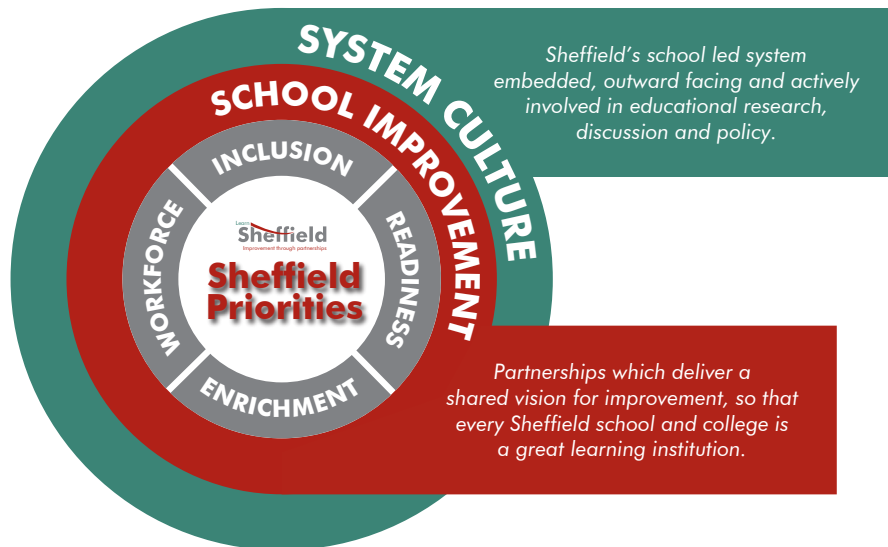 SYSTEM CULTURE
Sheffield's school led system
embedded, outward facing and actively
involved in educational research,
discussion and policy.
SCHOOL IMPROVEMENT
INCLUSION
WORKFORCE
READINESS
ENRICHMENT
Learn
Sheffield
Improvement through partnerships
Sheffield
Priorities
Partnerships which deliver a
shared vision for improvement, so that
every Sheffield school and college is
a great learning institution.